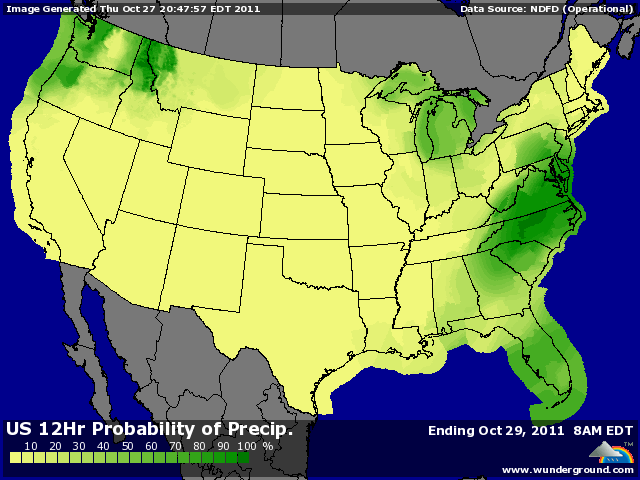 Image Generated Thu Oct 27 20:47:57 EDT 2011 Data Source: NDFD (Operational)
US 12Hr Probability of Precip. Ending Oct 29, 2011 8AM EDT
10 20 30 40 50 60 70 80 90 100 %
TM
www.wunderground.com